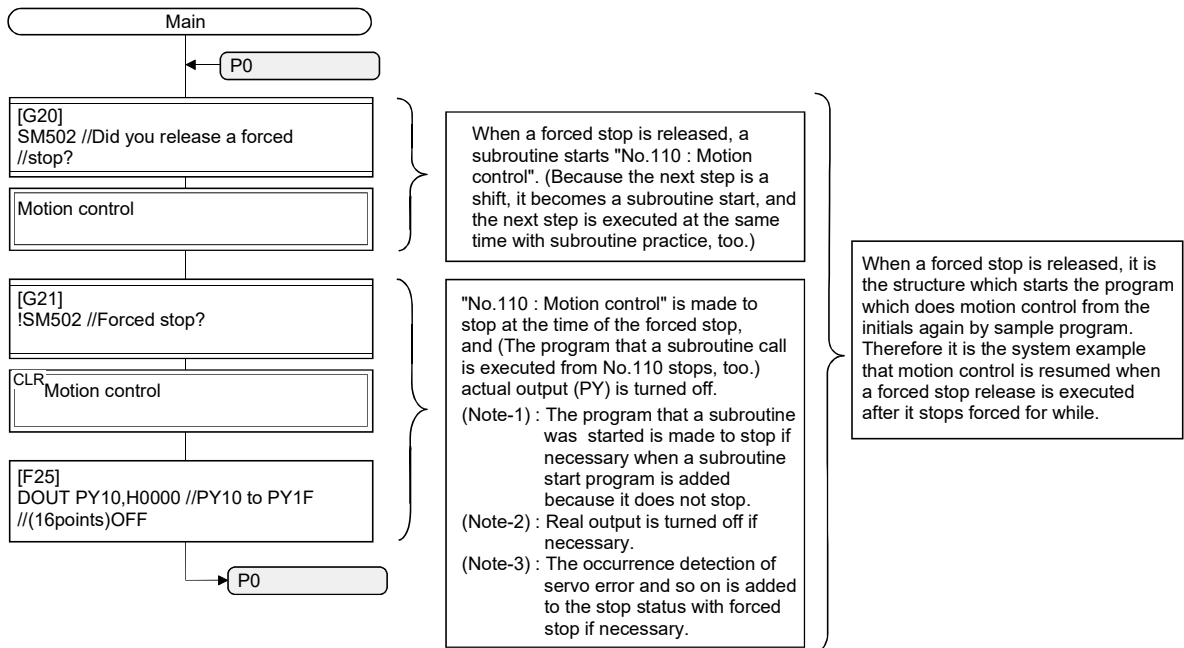 Main
P0
[G20]
SM502 //Did you release a forced
//stop?
Motion control
[G21]
!SM502 //Forced stop?
CLR
Motion control
[F25]
DOUT PY10,H0000 //PY10 to PY1F
//(16points)OFF
P0
When a forced stop is released, a
subroutine starts "No.110 : Motion
control". (Because the next step is a
shift, it becomes a subroutine start, and
the next step is executed at the same
time with subroutine practice, too.)
"No.110 : Motion control" is made to
stop at the time of the forced stop,
and (The program that a subroutine call
is executed from No.110 stops, too.)
actual output (PY) is turned off.
(Note-1) : The program that a subroutine
was started is made to stop if
necessary when a subroutine
start program is added
because it does not stop.
(Note-2) : Real output is turned off if
necessary.
(Note-3) : The occurrence detection of
servo error and so on is added
to the stop status with forced
stop if necessary.
When a forced stop is released, it is
the structure which starts the program
which does motion control from the
initials again by sample program.
Therefore it is the system example
that motion control is resumed when
a forced stop release is executed
after it stops forced for while.